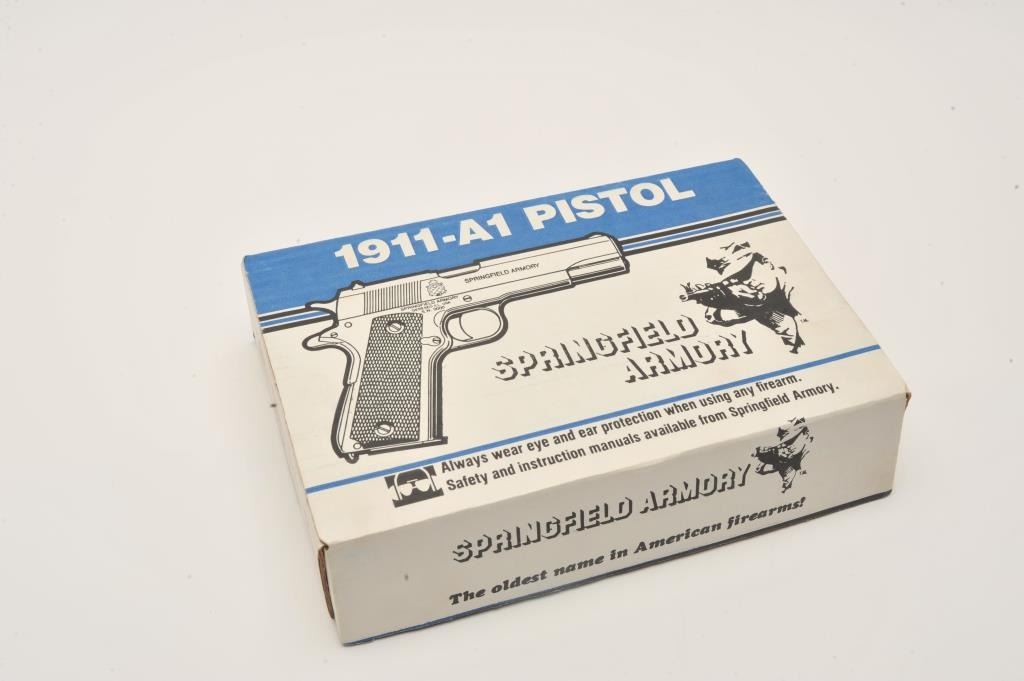 1911-A1 PISTOL
SPRINGFIELD ARMORY
SPRINGFIELD ARMORY
SPRINGFIELD
ARMORY
Always wear eye and ear protection when using any firearm.
Safety and instruction manuals available from Springfield Armory.
SPRINGFIELD ARMORY
The oldest name in American firearms!